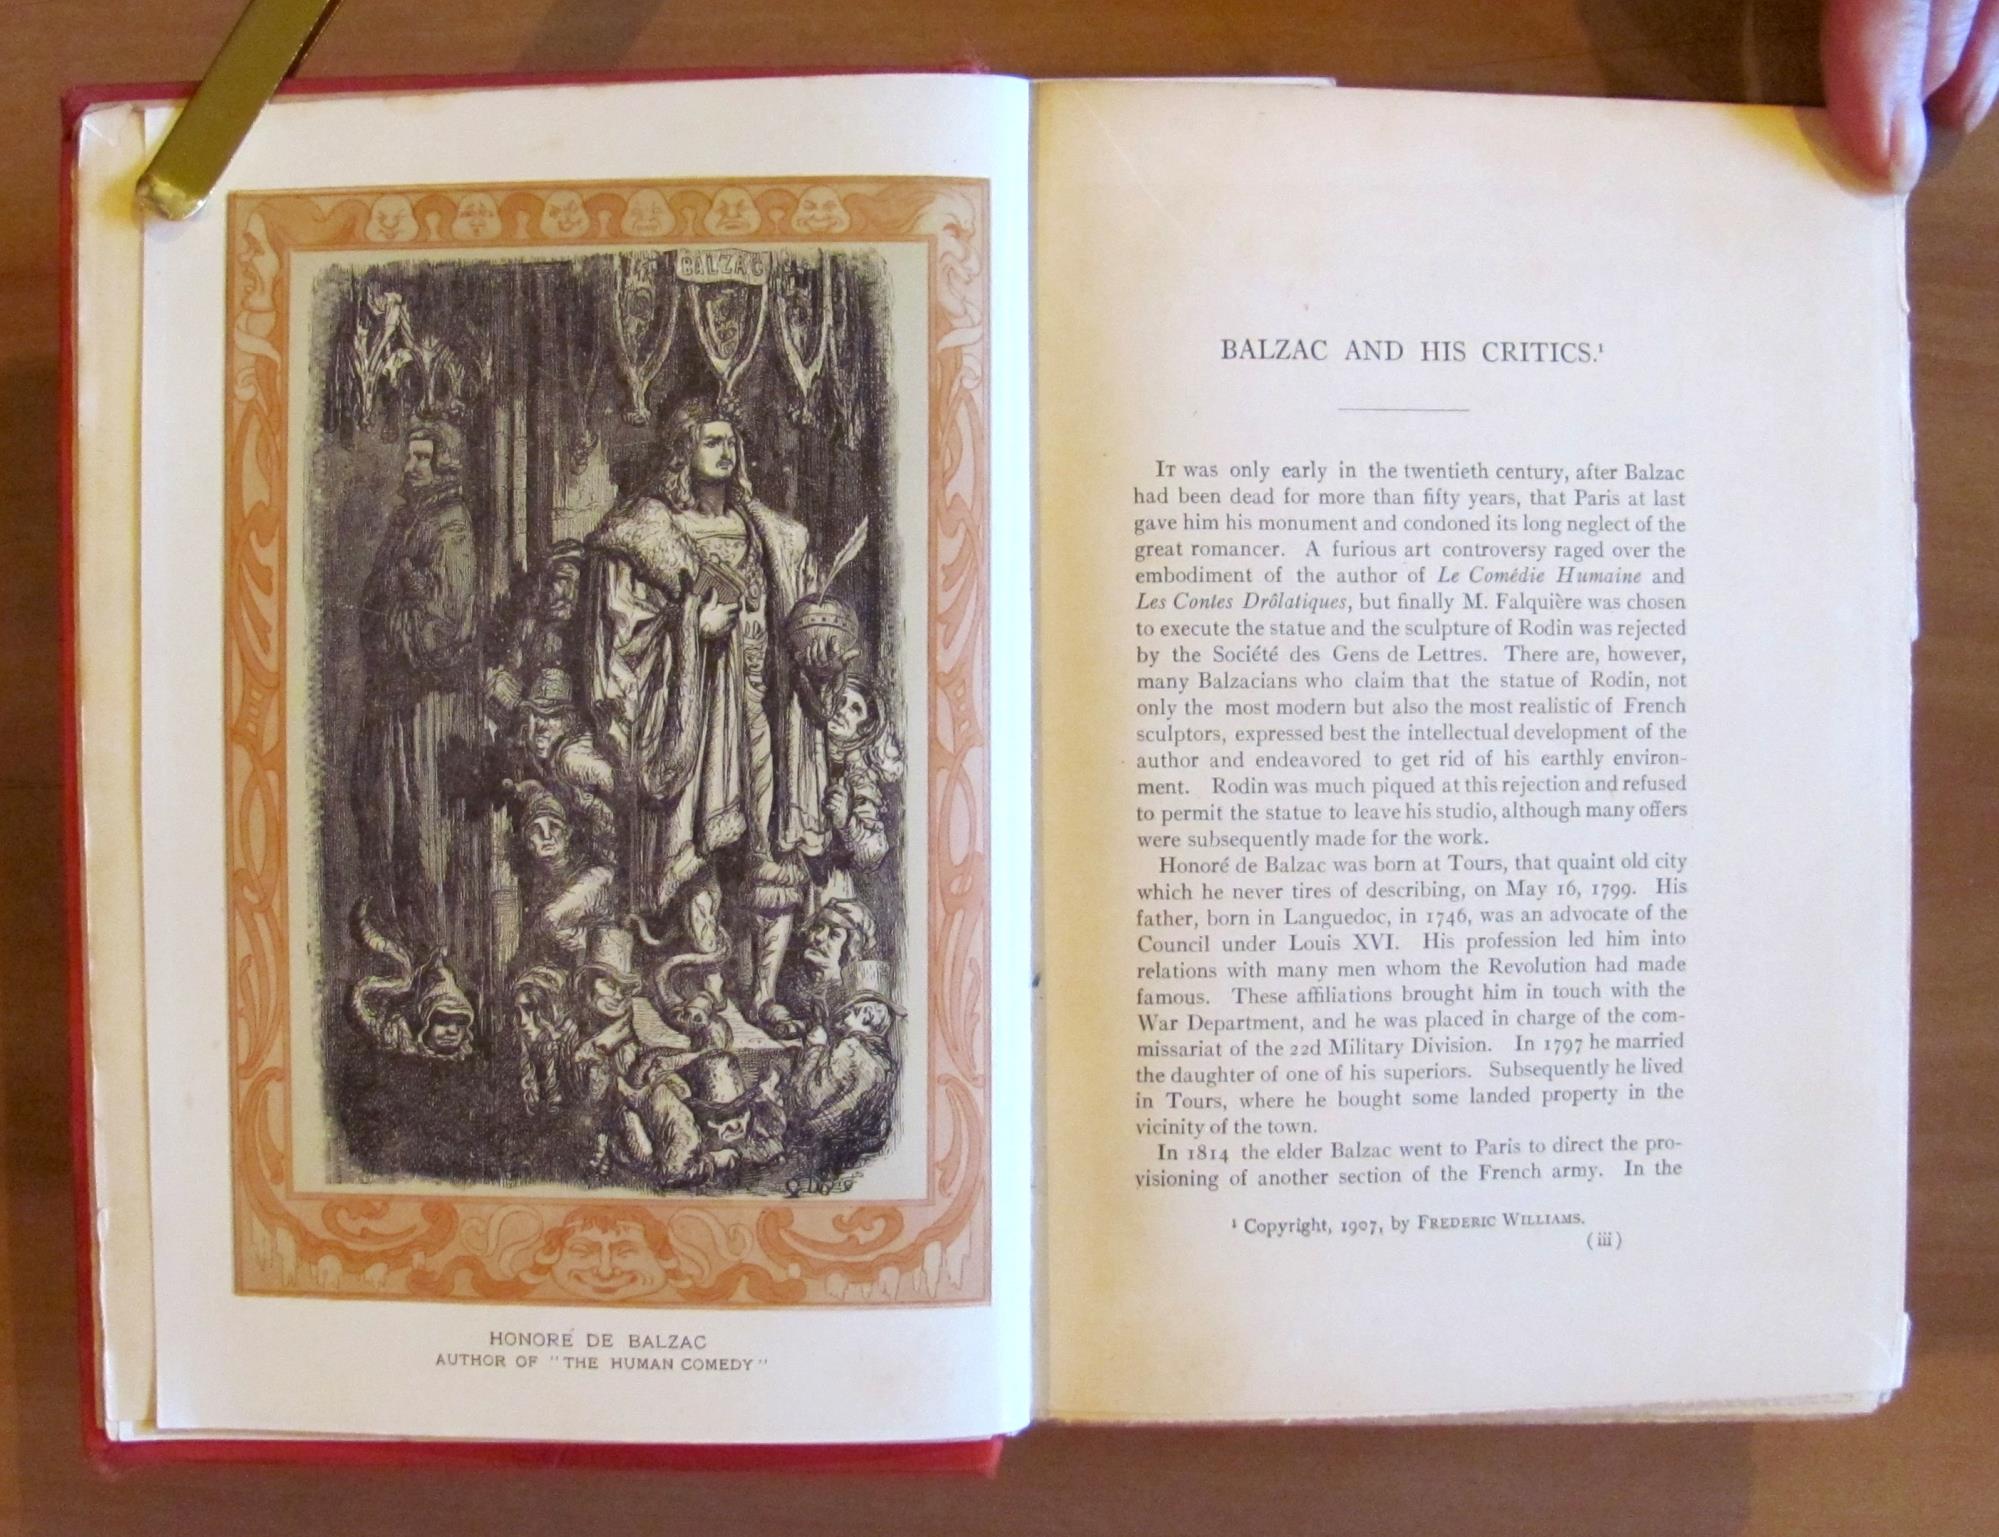 BALZAC
HONORÉ DE BALZAC
AUTHOR OF "THE HUMAN COMEDY"
BALZAC AND HIS CRITICS.¹
IT was only early in the twentieth century, after Balzac
had been dead for more than fifty years, that Paris at last
gave him his monument and condoned its long neglect of the
great romancer. A furious art controversy raged over the
embodiment of the author of Le Comédie Humaine and
Les Contes Drôlatiques, but finally M. Falquière was chosen
to execute the statue and the sculpture of Rodin was rejected
by the Société des Gens de Lettres. There are, however,
many Balzacians who claim that the statue of Rodin, not
only the most modern but also the most realistic of French
sculptors, expressed best the intellectual development of the
author and endeavored to get rid of his earthly environ-
ment. Rodin was much piqued at this rejection and refused
to permit the statue to leave his studio, although many offers
were subsequently made for the work.
Honoré de Balzac was born at Tours, that quaint old city
which he never tires of describing, on May 16, 1799. His
father, born in Languedoc, in 1746, was an advocate of the
Council under Louis XVI. His profession led him into
relations with many men whom the Revolution had made
famous. These affiliations brought him in touch with the
War Department, and he was placed in charge of the com-
missariat of the 22d Military Division. In 1797 he married
the daughter of one of his superiors. Subsequently he lived
in Tours, where he bought some landed property in the
vicinity of the town.
In 1814 the elder Balzac went to Paris to direct the pro-
visioning of another section of the French army. In the
¹ Copyright, 1907, by FREDERIC WILLIAMS.
(iii)